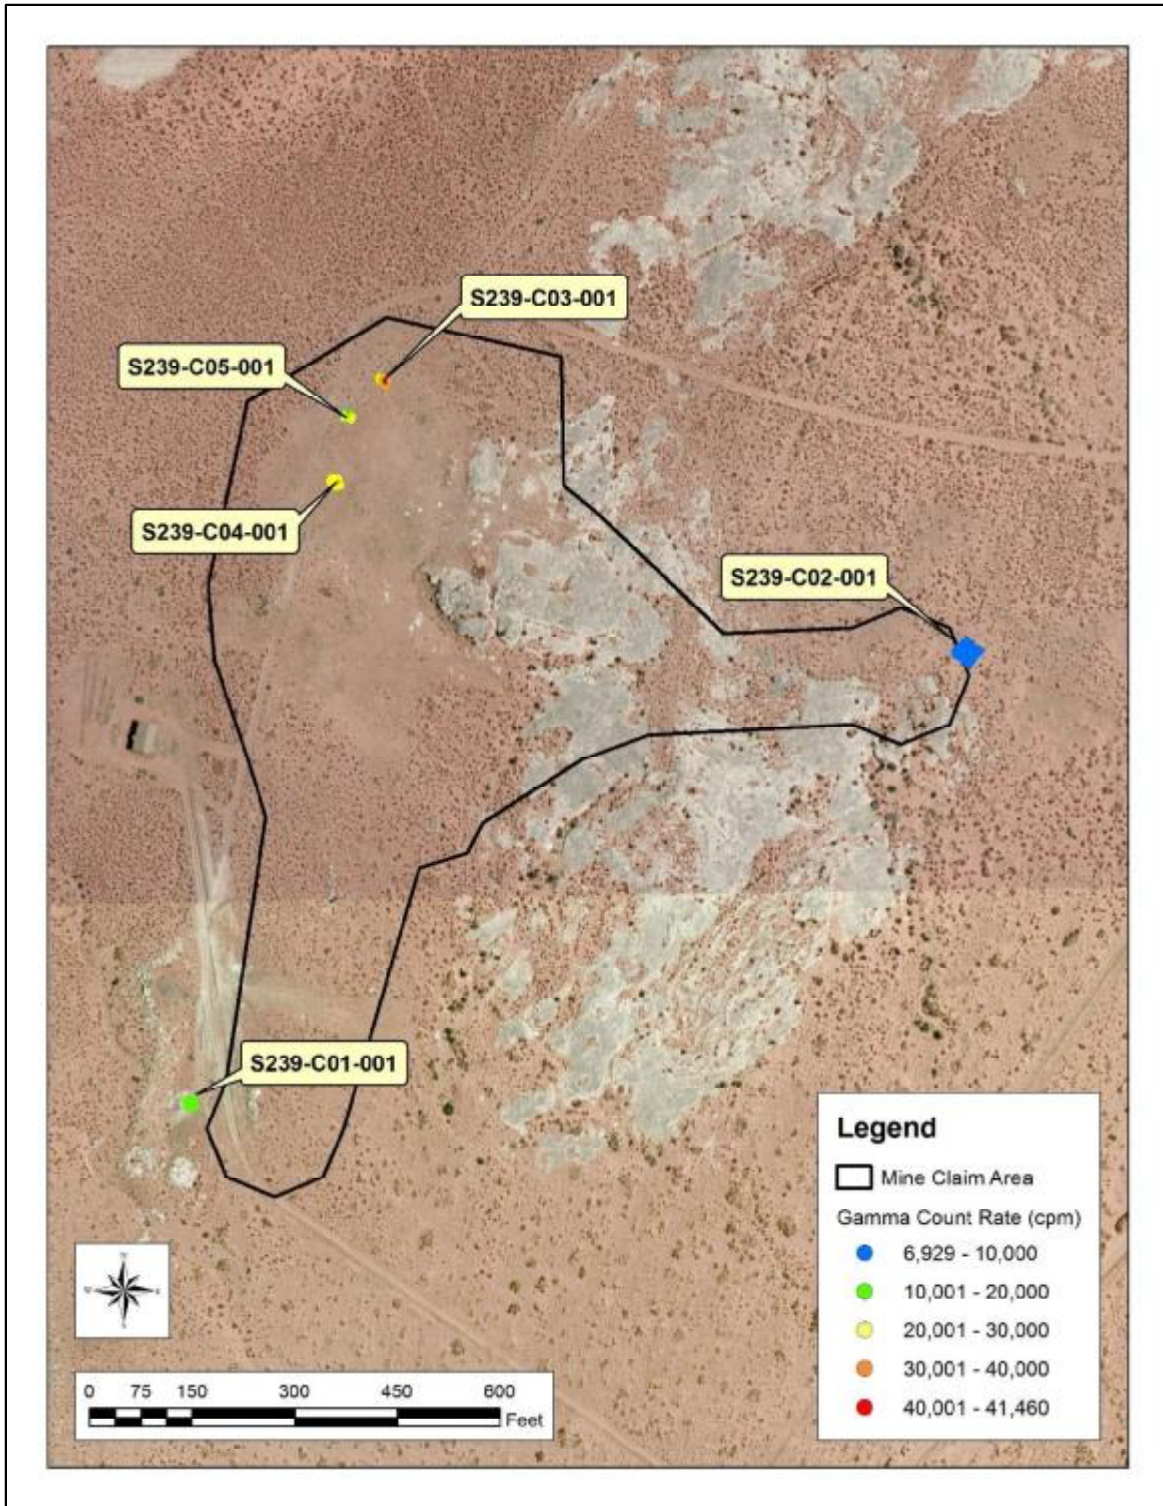 S239-C03-001
S239-C05-001
S239-C04-001
S239-C02-001
S239-C01-001
Legend
Mine Claim Area
Gamma Count Rate (cpm)
6,929 - 10,000
10,001 - 20,000
20,001 - 30,000
30,001 - 40,000
40,001 - 41,460
N
W
E
S
0 75 150 300 450 600
Feet